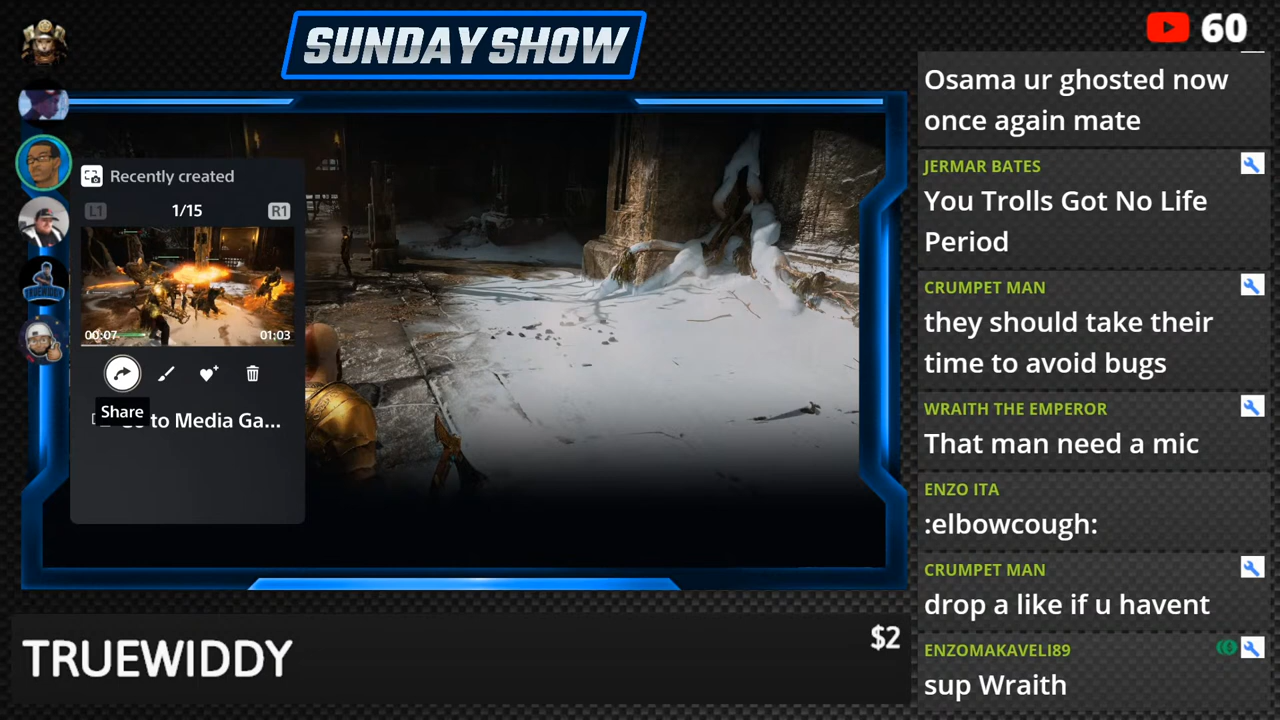 SUNDAY SHOW
60
Recently created
L1
1/15
R1
00:07
01:03
Share
to Media Ga...
TRUEWIDDY
$2
Osama ur ghosted now
once again mate
JERMAR BATES
You Trolls Got No Life
Period
CRUMPET MAN
they should take their
time to avoid bugs
WRAITH THE EMPEROR
That man need a mic
ENZO ITA
:elbowcough:
CRUMPET MAN
drop a like if u havent
ENZOMAKAVELI89
sup Wraith